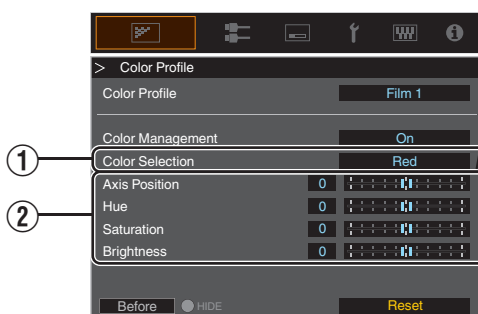 > Color Profile
Color Profile Film 1
Color Management On
① Color Selection Red
② Axis Position 0
Hue 0
Saturation 0
Brightness 0
Before HIDE Reset